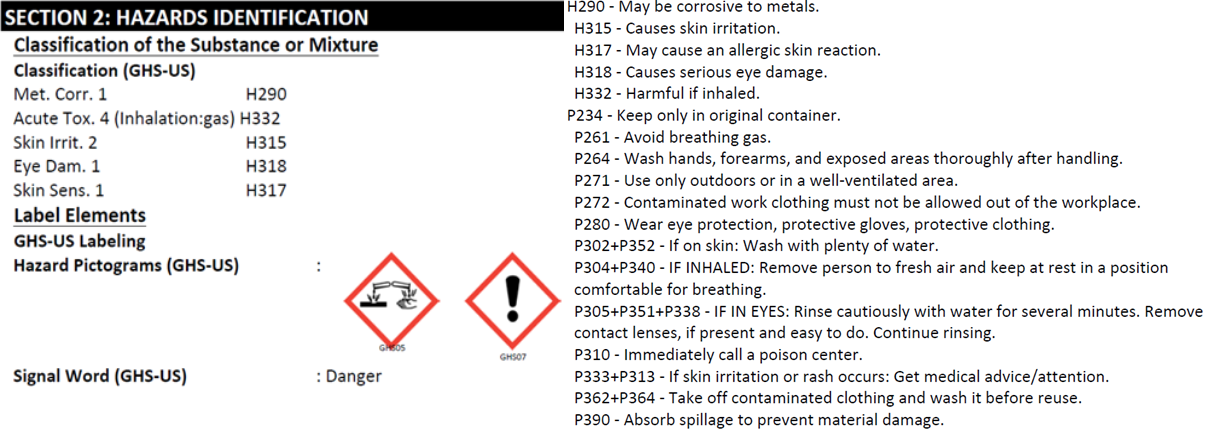 SECTION 2: HAZARDS IDENTIFICATION
Classification of the Substance or Mixture
Classification (GHS-US)
Met. Corr. 1 H290
Acute Tox. 4 (Inhalation:gas) H332
Skin Irrit. 2 H315
Eye Dam. 1 H318
Skin Sens. 1 H317
Label Elements
GHS-US Labeling
Hazard Pictograms (GHS-US) :
GHS05
GHS07
Signal Word (GHS-US) : Danger
H290 - May be corrosive to metals.
H315 - Causes skin irritation.
H317 - May cause an allergic skin reaction.
H318 - Causes serious eye damage.
H332 - Harmful if inhaled.
P234 - Keep only in original container.
P261 - Avoid breathing gas.
P264 - Wash hands, forearms, and exposed areas thoroughly after handling.
P271 - Use only outdoors or in a well-ventilated area.
P272 - Contaminated work clothing must not be allowed out of the workplace.
P280 - Wear eye protection, protective gloves, protective clothing.
P302+P352 - If on skin: Wash with plenty of water.
P304+P340 - IF INHALED: Remove person to fresh air and keep at rest in a position
comfortable for breathing.
P305+P351+P338 - IF IN EYES: Rinse cautiously with water for several minutes. Remove
contact lenses, if present and easy to do. Continue rinsing.
P310 - Immediately call a poison center.
P333+P313 - If skin irritation or rash occurs: Get medical advice/attention.
P362+P364 - Take off contaminated clothing and wash it before reuse.
P390 - Absorb spillage to prevent material damage.